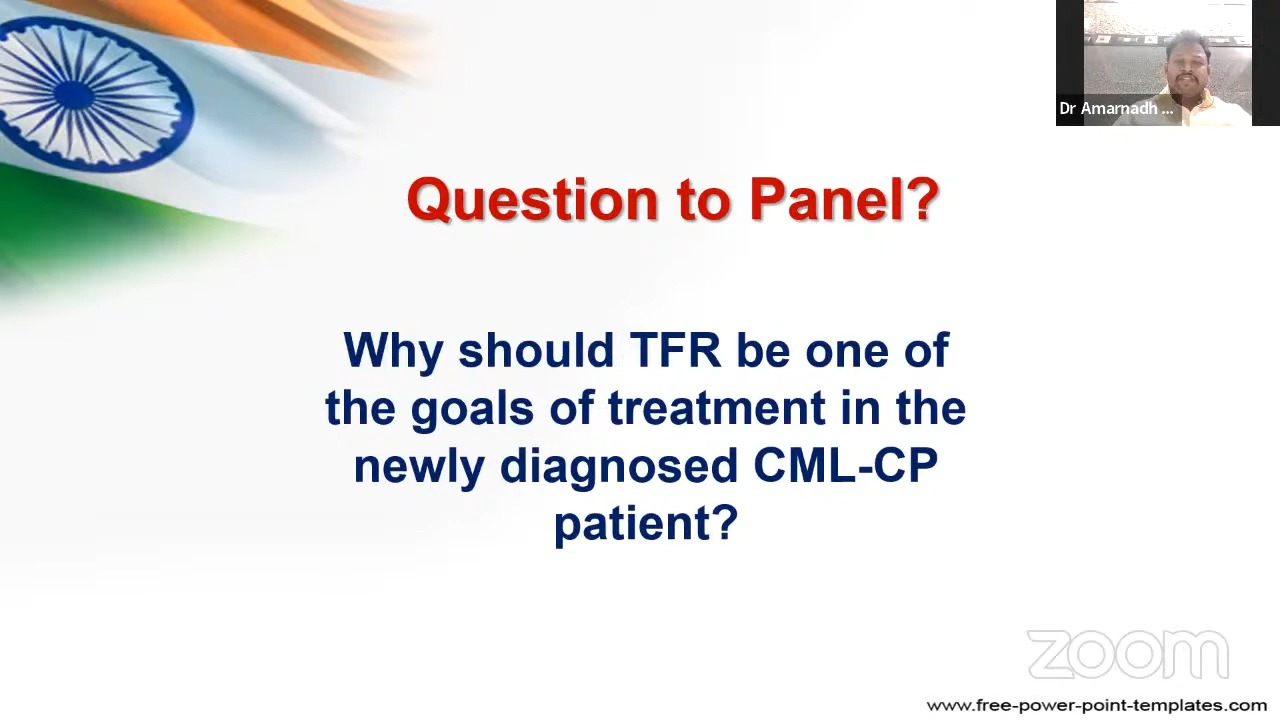 Dr Amarnadh ...
Question to Panel?
Why should TFR be one of
the goals of treatment in the
newly diagnosed CML-CP
patient?
zoom
www.free-power-point-templates.com